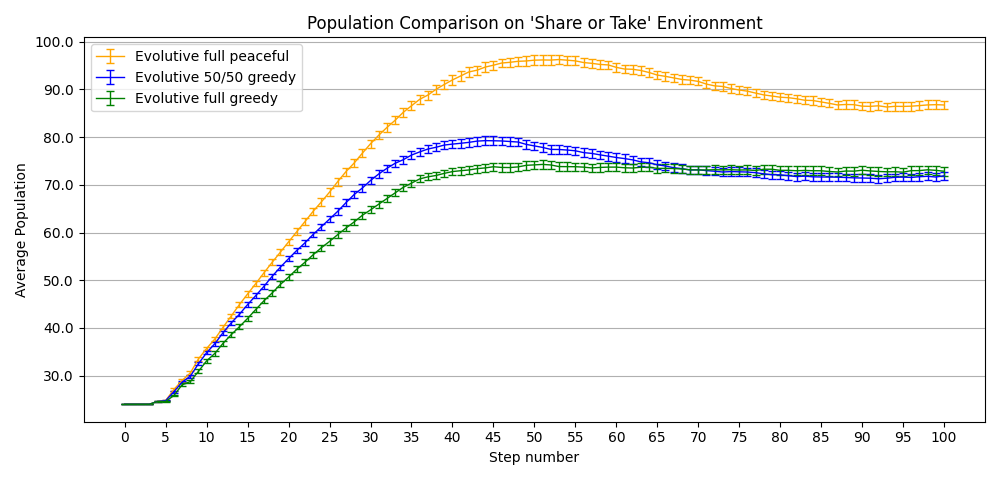 Population Comparison on 'Share or Take' Environment
Evolutive full peaceful
Evolutive 50/50 greedy
Evolutive full greedy
Average Population
100.0
90.0
80.0
70.0
60.0
50.0
40.0
30.0
0 5 10 15 20 25 30 35 40 45 50 55 60 65 70 75 80 85 90 95 100
Step number